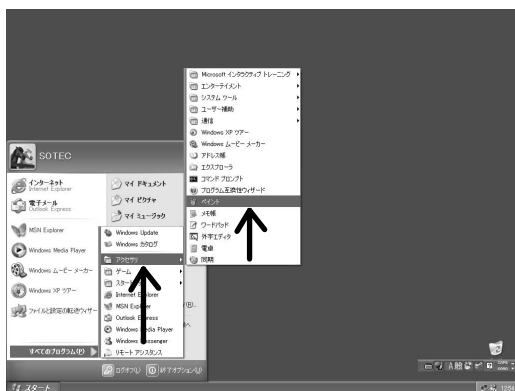 Microsoft インタラクティブ トレーニング
エンターテイメント
システム ツール
ユーザー補助
通信
Windows XP ツアー
Windows ムービー メーカー
アドレス帳
エクスプローラ
コマンド プロンプト
プログラム互換性ウィザード
ペイント
メモ帳
ワードパッド
外字エディタ
電卓
同期
SOTEC
インターネット
Internet Explorer
電子メール
Outlook Express
MSN Explorer
Windows Media Player
Windows ムービー メーカー
Windows XP ツアー
ファイルと設定の転送ウィザー
すべてのプログラム(P)
マイ ドキュメント
マイ ピクチャ
マイ ミュージック
Windows Update
Windows カタログ
アクセサリ
ゲーム
Internet Explorer
MSN Explorer
Outlook Express
Windows Media Player
Windows Messenger
リモート アシスタンス
ログオフ(L)
終了オプション(U)
スタート
A 般